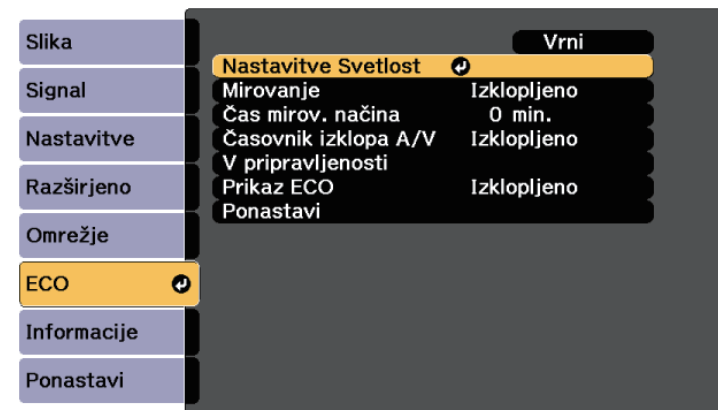 Slika
Signal
Nastavitve
Razširjeno
Omrežje
ECO
Informacije
Ponastavi
Vrni
Nastavitve Svetlost
Mirovanje Izklopljeno
Čas mirov. načina 0 min.
Časovnik izklopa A/V Izklopljeno
V pripravljenosti
Prikaz ECO Izklopljeno
Ponastavi